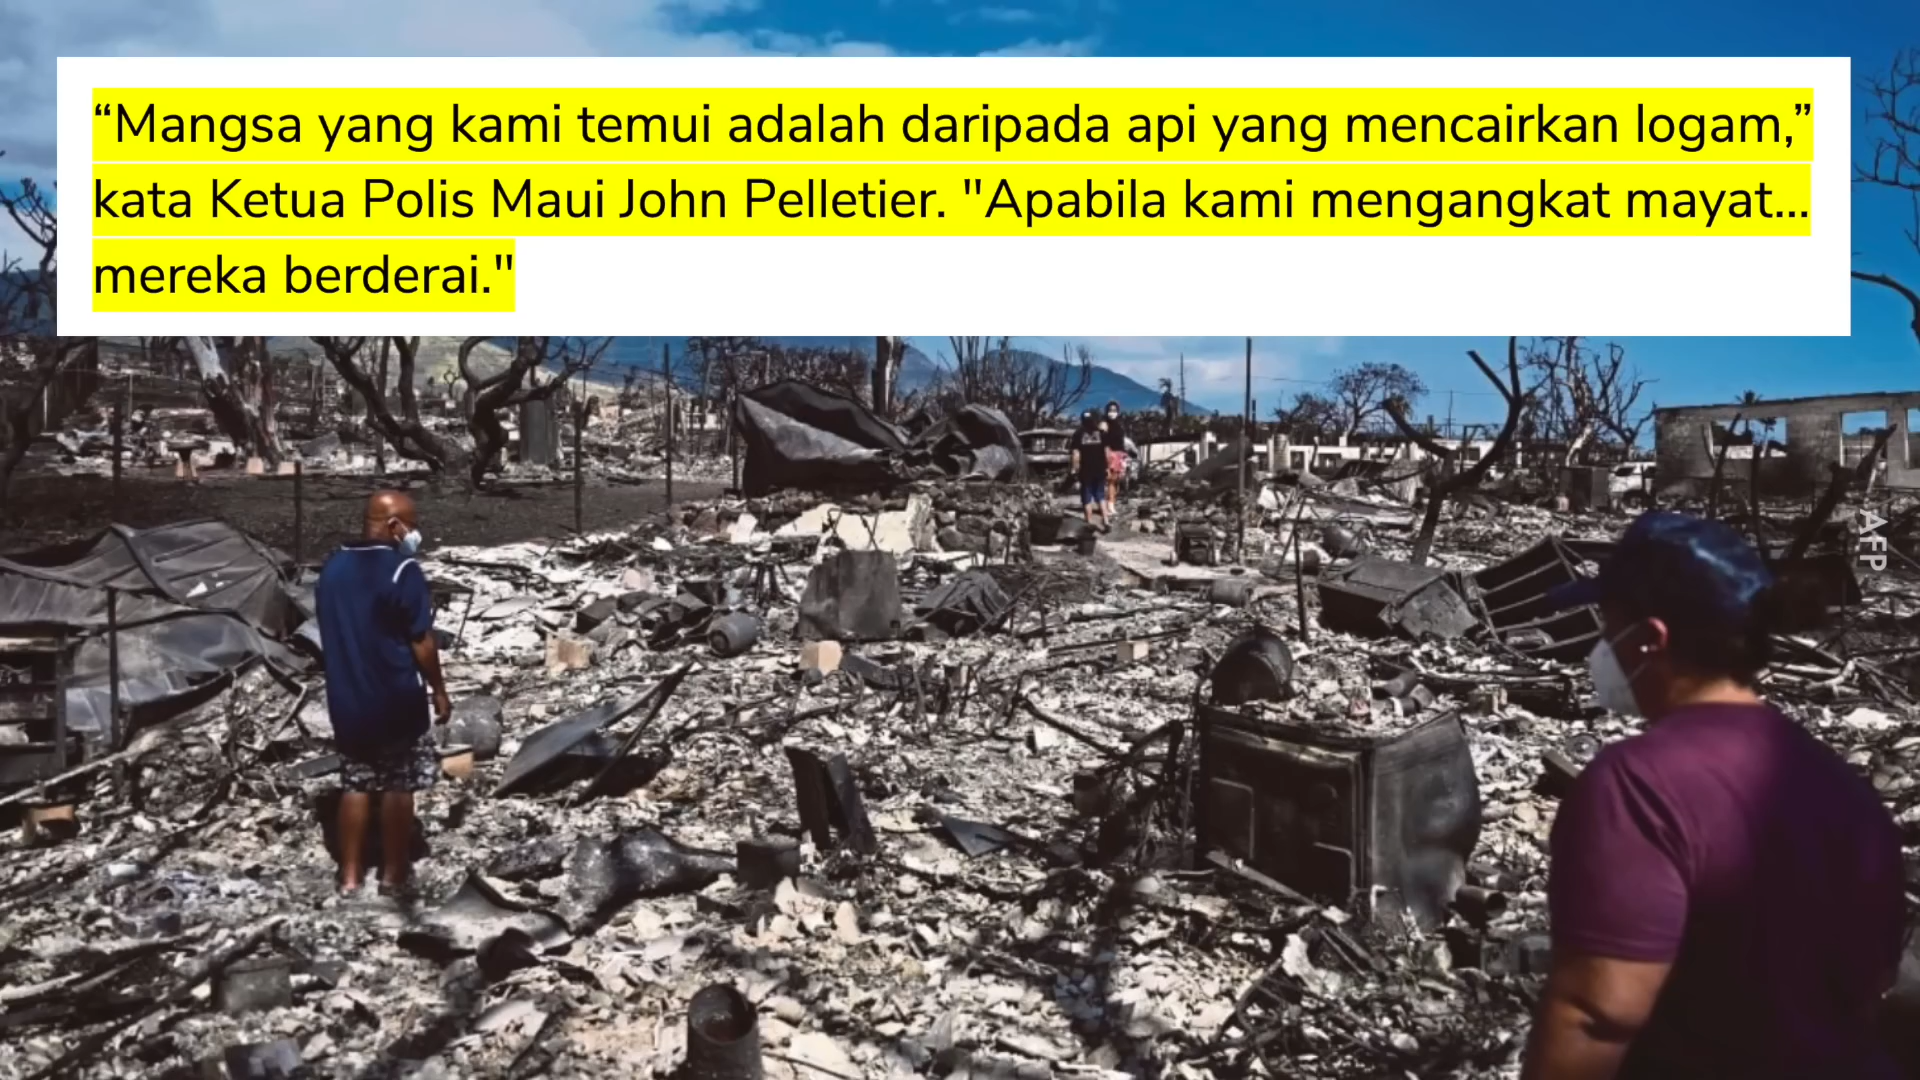 “Mangsa yang kami temui adalah daripada api yang mencairkan logam,”
kata Ketua Polis Maui John Pelletier. "Apabila kami mengangkat mayat...
mereka berderai."
AFP